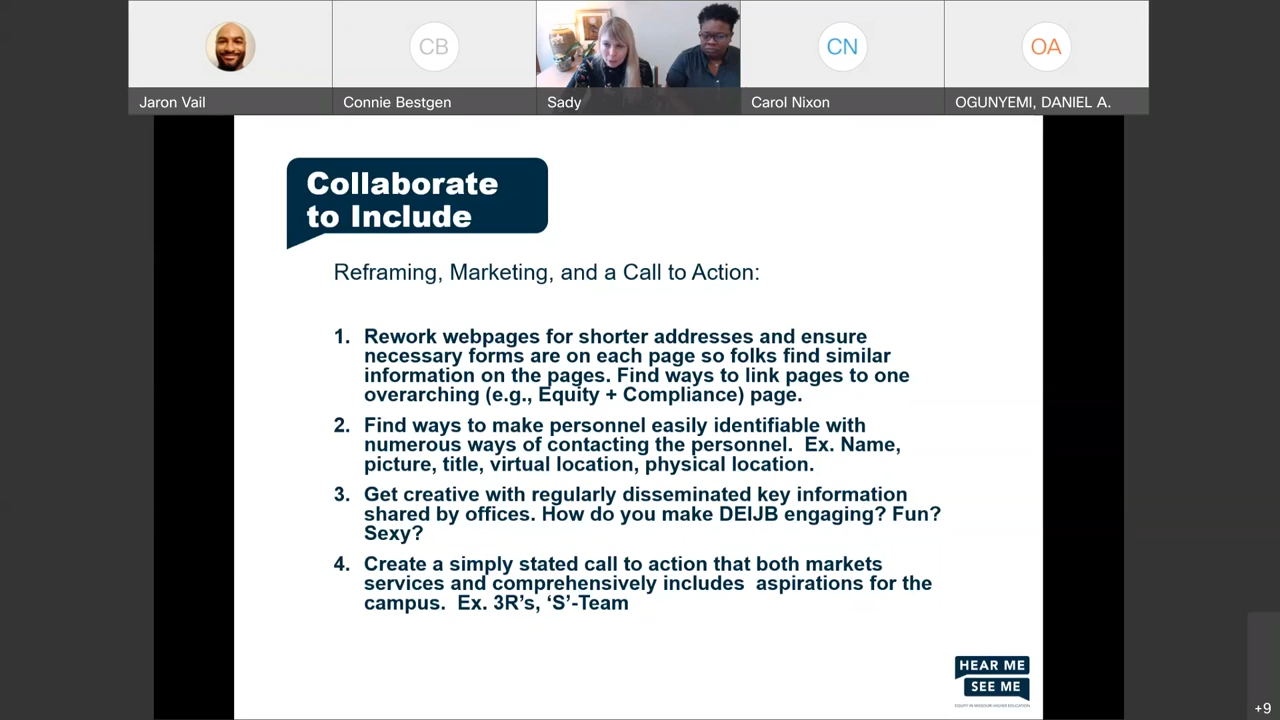 CB
CN
OA
Jaron Vail
Connie Bestgen
Sady
Carol Nixon
OGUNYEMI, DANIEL A.
Collaborate
to Include
Reframing, Marketing, and a Call to Action:
1. Rework webpages for shorter addresses and ensure
necessary forms are on each page so folks find similar
information on the pages. Find ways to link pages to one
overarching (e.g., Equity + Compliance) page.
2. Find ways to make personnel easily identifiable with
numerous ways of contacting the personnel.  Ex. Name,
picture, title, virtual location, physical location.
3. Get creative with regularly disseminated key information
shared by offices. How do you make DEIJB engaging? Fun?
Sexy?
4. Create a simply stated call to action that both markets
services and comprehensively includes  aspirations for the
campus.  Ex. 3R’s, ‘S’-Team
HEAR ME
SEE ME
EQUITY IN MISSOURI HIGHER EDUCATION
+9